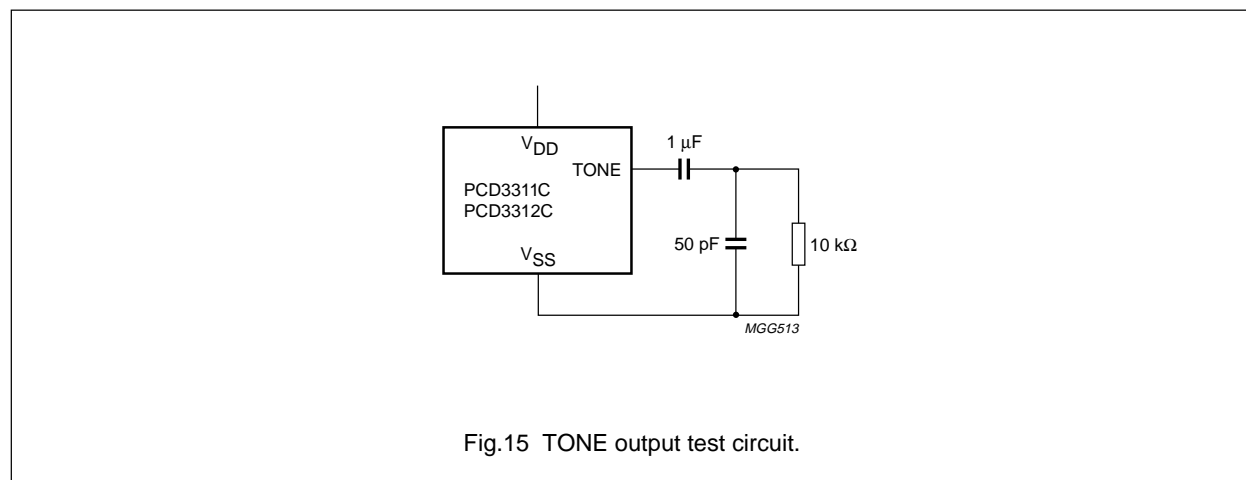 1 μF
VDD
TONE
PCD3311C
PCD3312C
50 pF
10 kΩ
VSS
MGG513
Fig.15 TONE output test circuit.